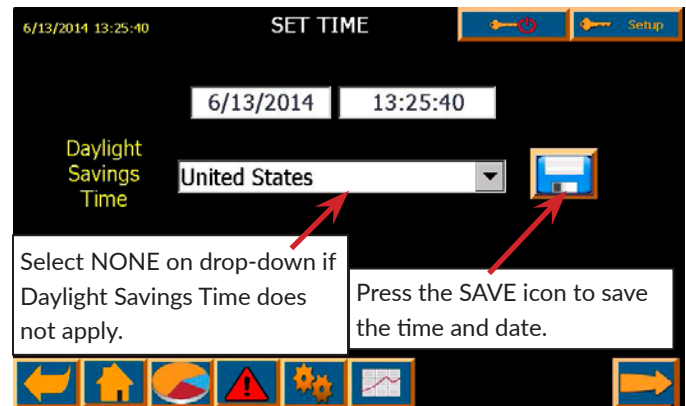 6/13/2014 13:25:40
SET TIME
Setup
6/13/2014
13:25:40
Daylight
Savings
Time
United States
Select NONE on drop-down if
Daylight Savings Time does
not apply.
Press the SAVE icon to save
the time and date.